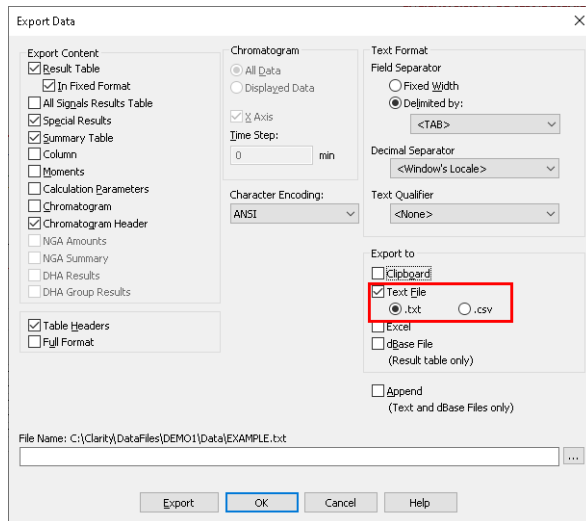 Export Data
Export Content
Result Table
In Fixed Format
All Signals Results Table
Special Results
Summary Table
Column
Moments
Calculation Parameters
Chromatogram
Chromatogram Header
NGA Amounts
NGA Summary
DHA Results
DHA Group Results
Table Headers
Full Format
Chromatogram
All Data
Displayed Data
X Axis
Time Step:
0 min
Character Encoding:
ANSI
Text Format
Field Separator
Fixed Width
Delimited by:
<TAB>
Decimal Separator
<Window's Locale>
Text Qualifier
<None>
Export to
Clipboard
Text File
.txt .csv
Excel
dBase File
(Result table only)
Append
(Text and dBase Files only)
File Name: C:\Clarity\DataFiles\DEMO1\Data\EXAMPLE.txt
...
Export OK Cancel Help